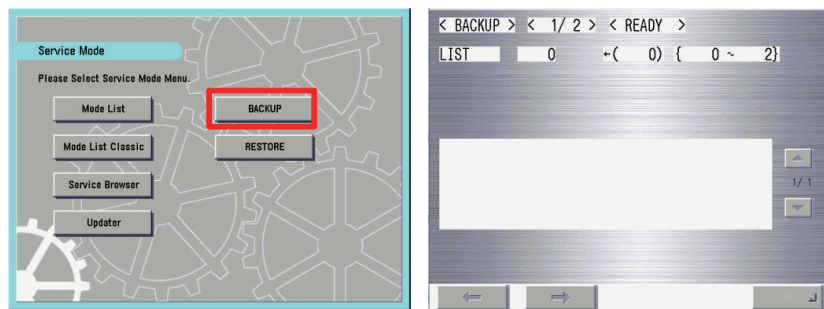 Service Mode
Please Select Service Mode Menu.
Mode List
BACKUP
Mode List Classic
RESTORE
Service Browser
Updater
< BACKUP > < 1/ 2 > < READY >
LIST 0 ←( 0) { 0 ~ 2}
1/ 1